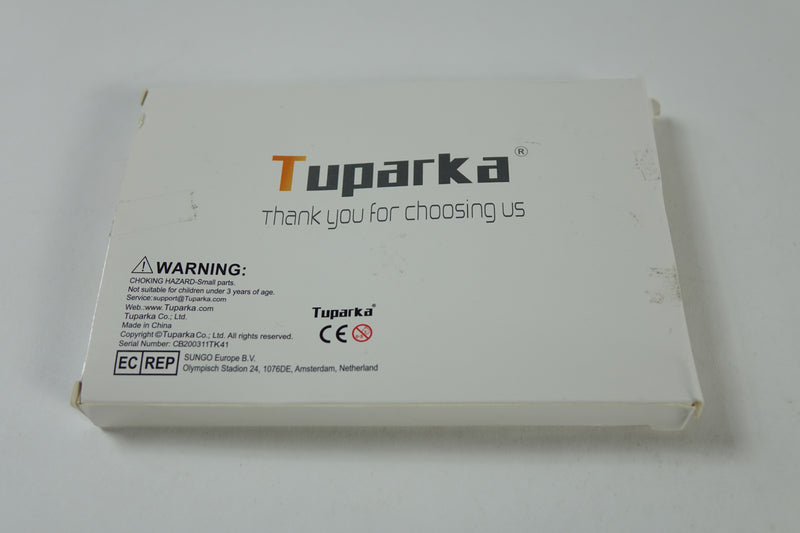 Tuparka®
Thank you for choosing us
WARNING:
CHOKING HAZARD-Small parts.
Not suitable for children under 3 years of age.
Service:support@Tuparka.com
Web.:www.Tuparka.com
Tuparka Co.; Ltd.
Made in China
Copyright ©Tuparka Co.; Ltd. All rights reserved.
Serial Number: CB200311TK41
Tuparka®
CE 0-3
EC REP
SUNGO Europe B.V.
Olympisch Stadion 24, 1076DE, Amsterdam, Netherland